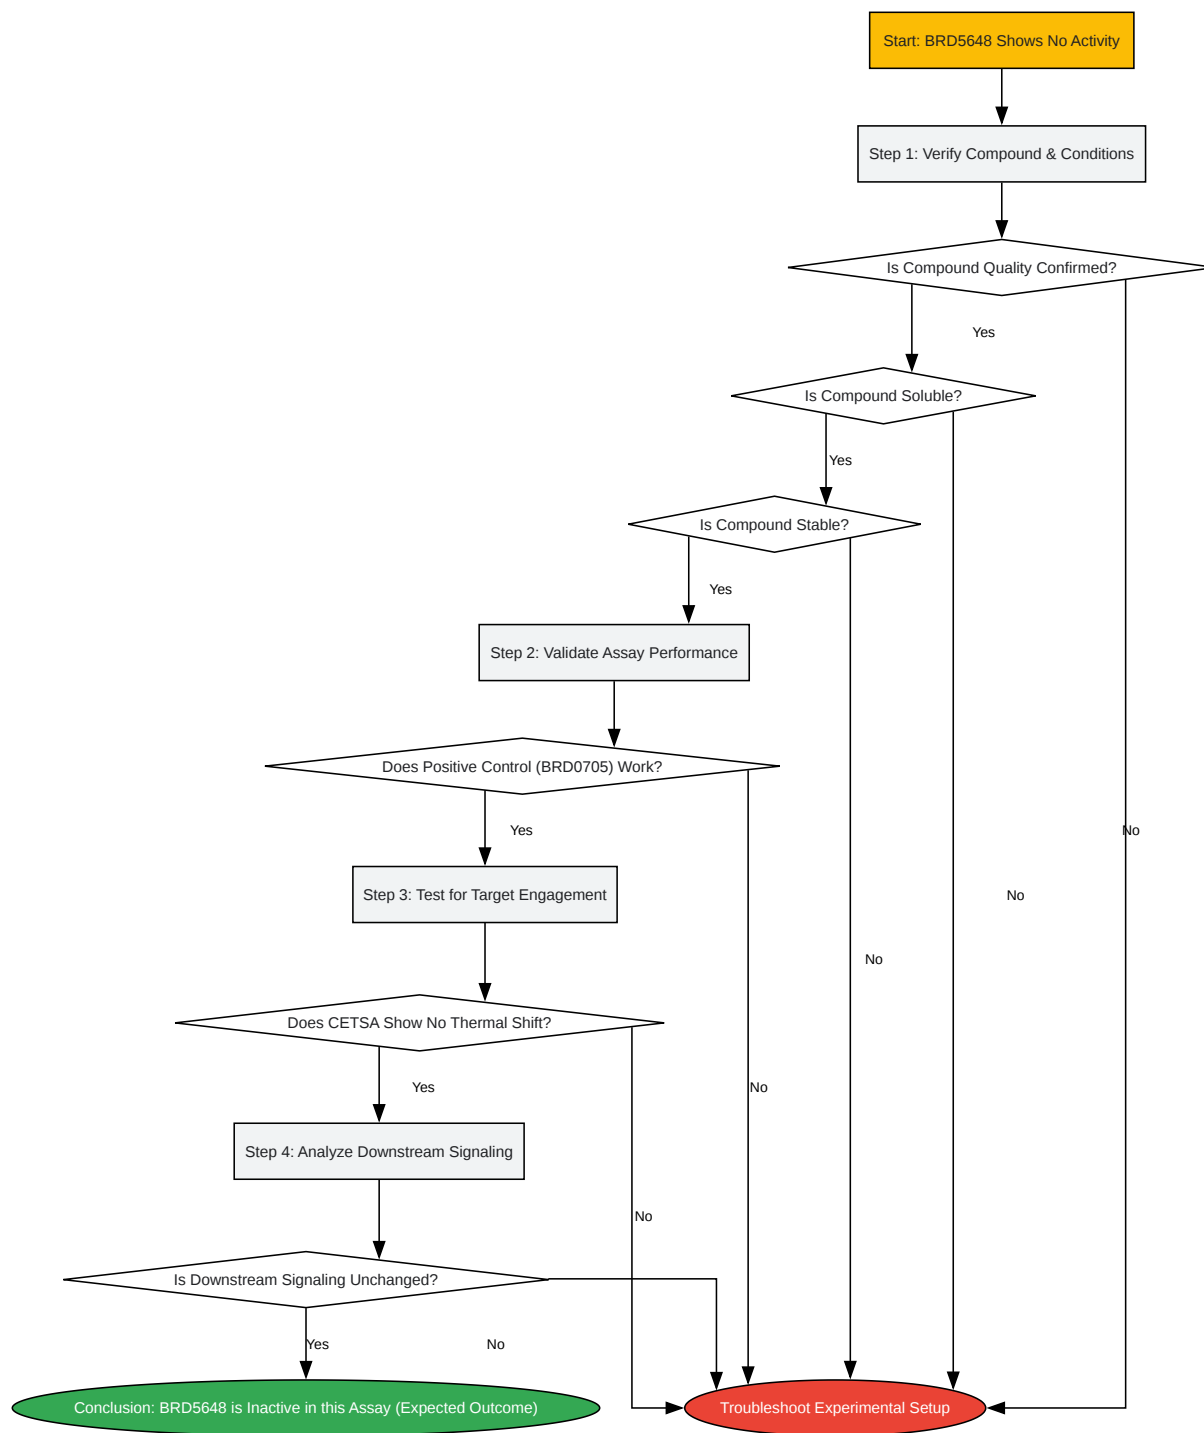 Start: BRD5648 Shows No Activity
Step 1: Verify Compound & Conditions
Is Compound Quality Confirmed?
Yes
Is Compound Soluble?
Yes
Is Compound Stable?
Yes
Step 2: Validate Assay Performance
Does Positive Control (BRD0705) Work?
Yes
No
Step 3: Test for Target Engagement
No
No
Does CETSA Show No Thermal Shift?
Yes
No
Step 4: Analyze Downstream Signaling
No
Is Downstream Signaling Unchanged?
Yes
No
Conclusion: BRD5648 is Inactive in this Assay (Expected Outcome)
Troubleshoot Experimental Setup